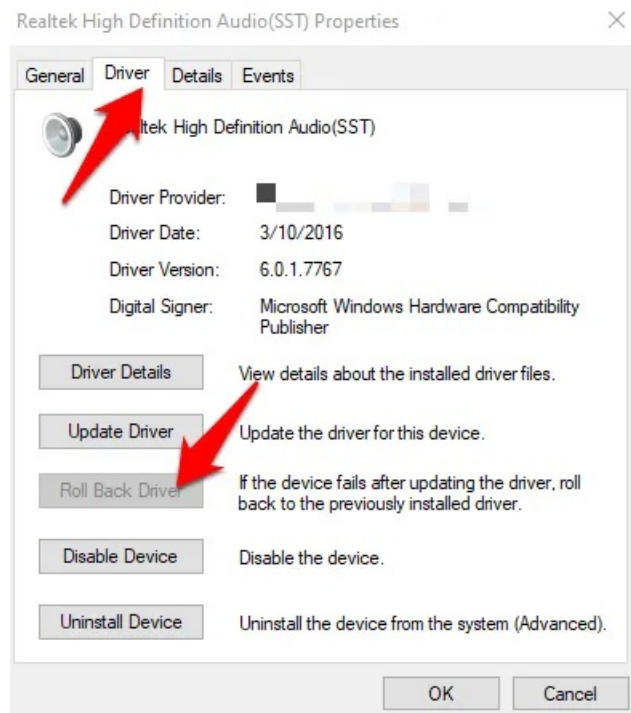 Realtek High Definition Audio(SST) Properties
General Driver Details Events
High Definition Audio(SST)
Driver Provider:
Driver Date: 3/10/2016
Driver Version: 6.0.1.7767
Digital Signer: Microsoft Windows Hardware Compatibility
Publisher
Driver Details View details about the installed driver files.
Update Driver Update the driver for this device.
Roll Back Driver If the device fails after updating the driver, roll
back to the previously installed driver.
Disable Device Disable the device.
Uninstall Device Uninstall the device from the system (Advanced).
OK Cancel